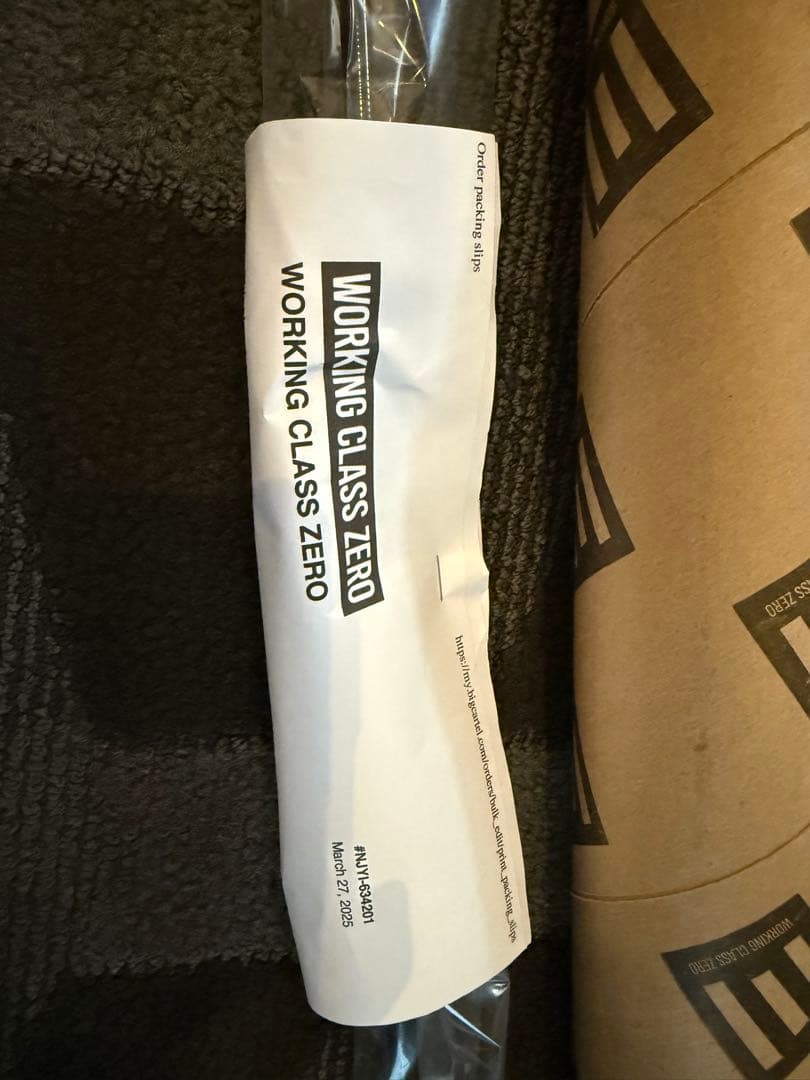 Order packing slips
https://my.bigcartel.com/orders/bulk_edit/print_packing_slips
WORKING CLASS ZERO
WORKING CLASS ZERO
#NJYI-634201
March 27, 2025
SS ZERO
WORKING CLASS ZERO